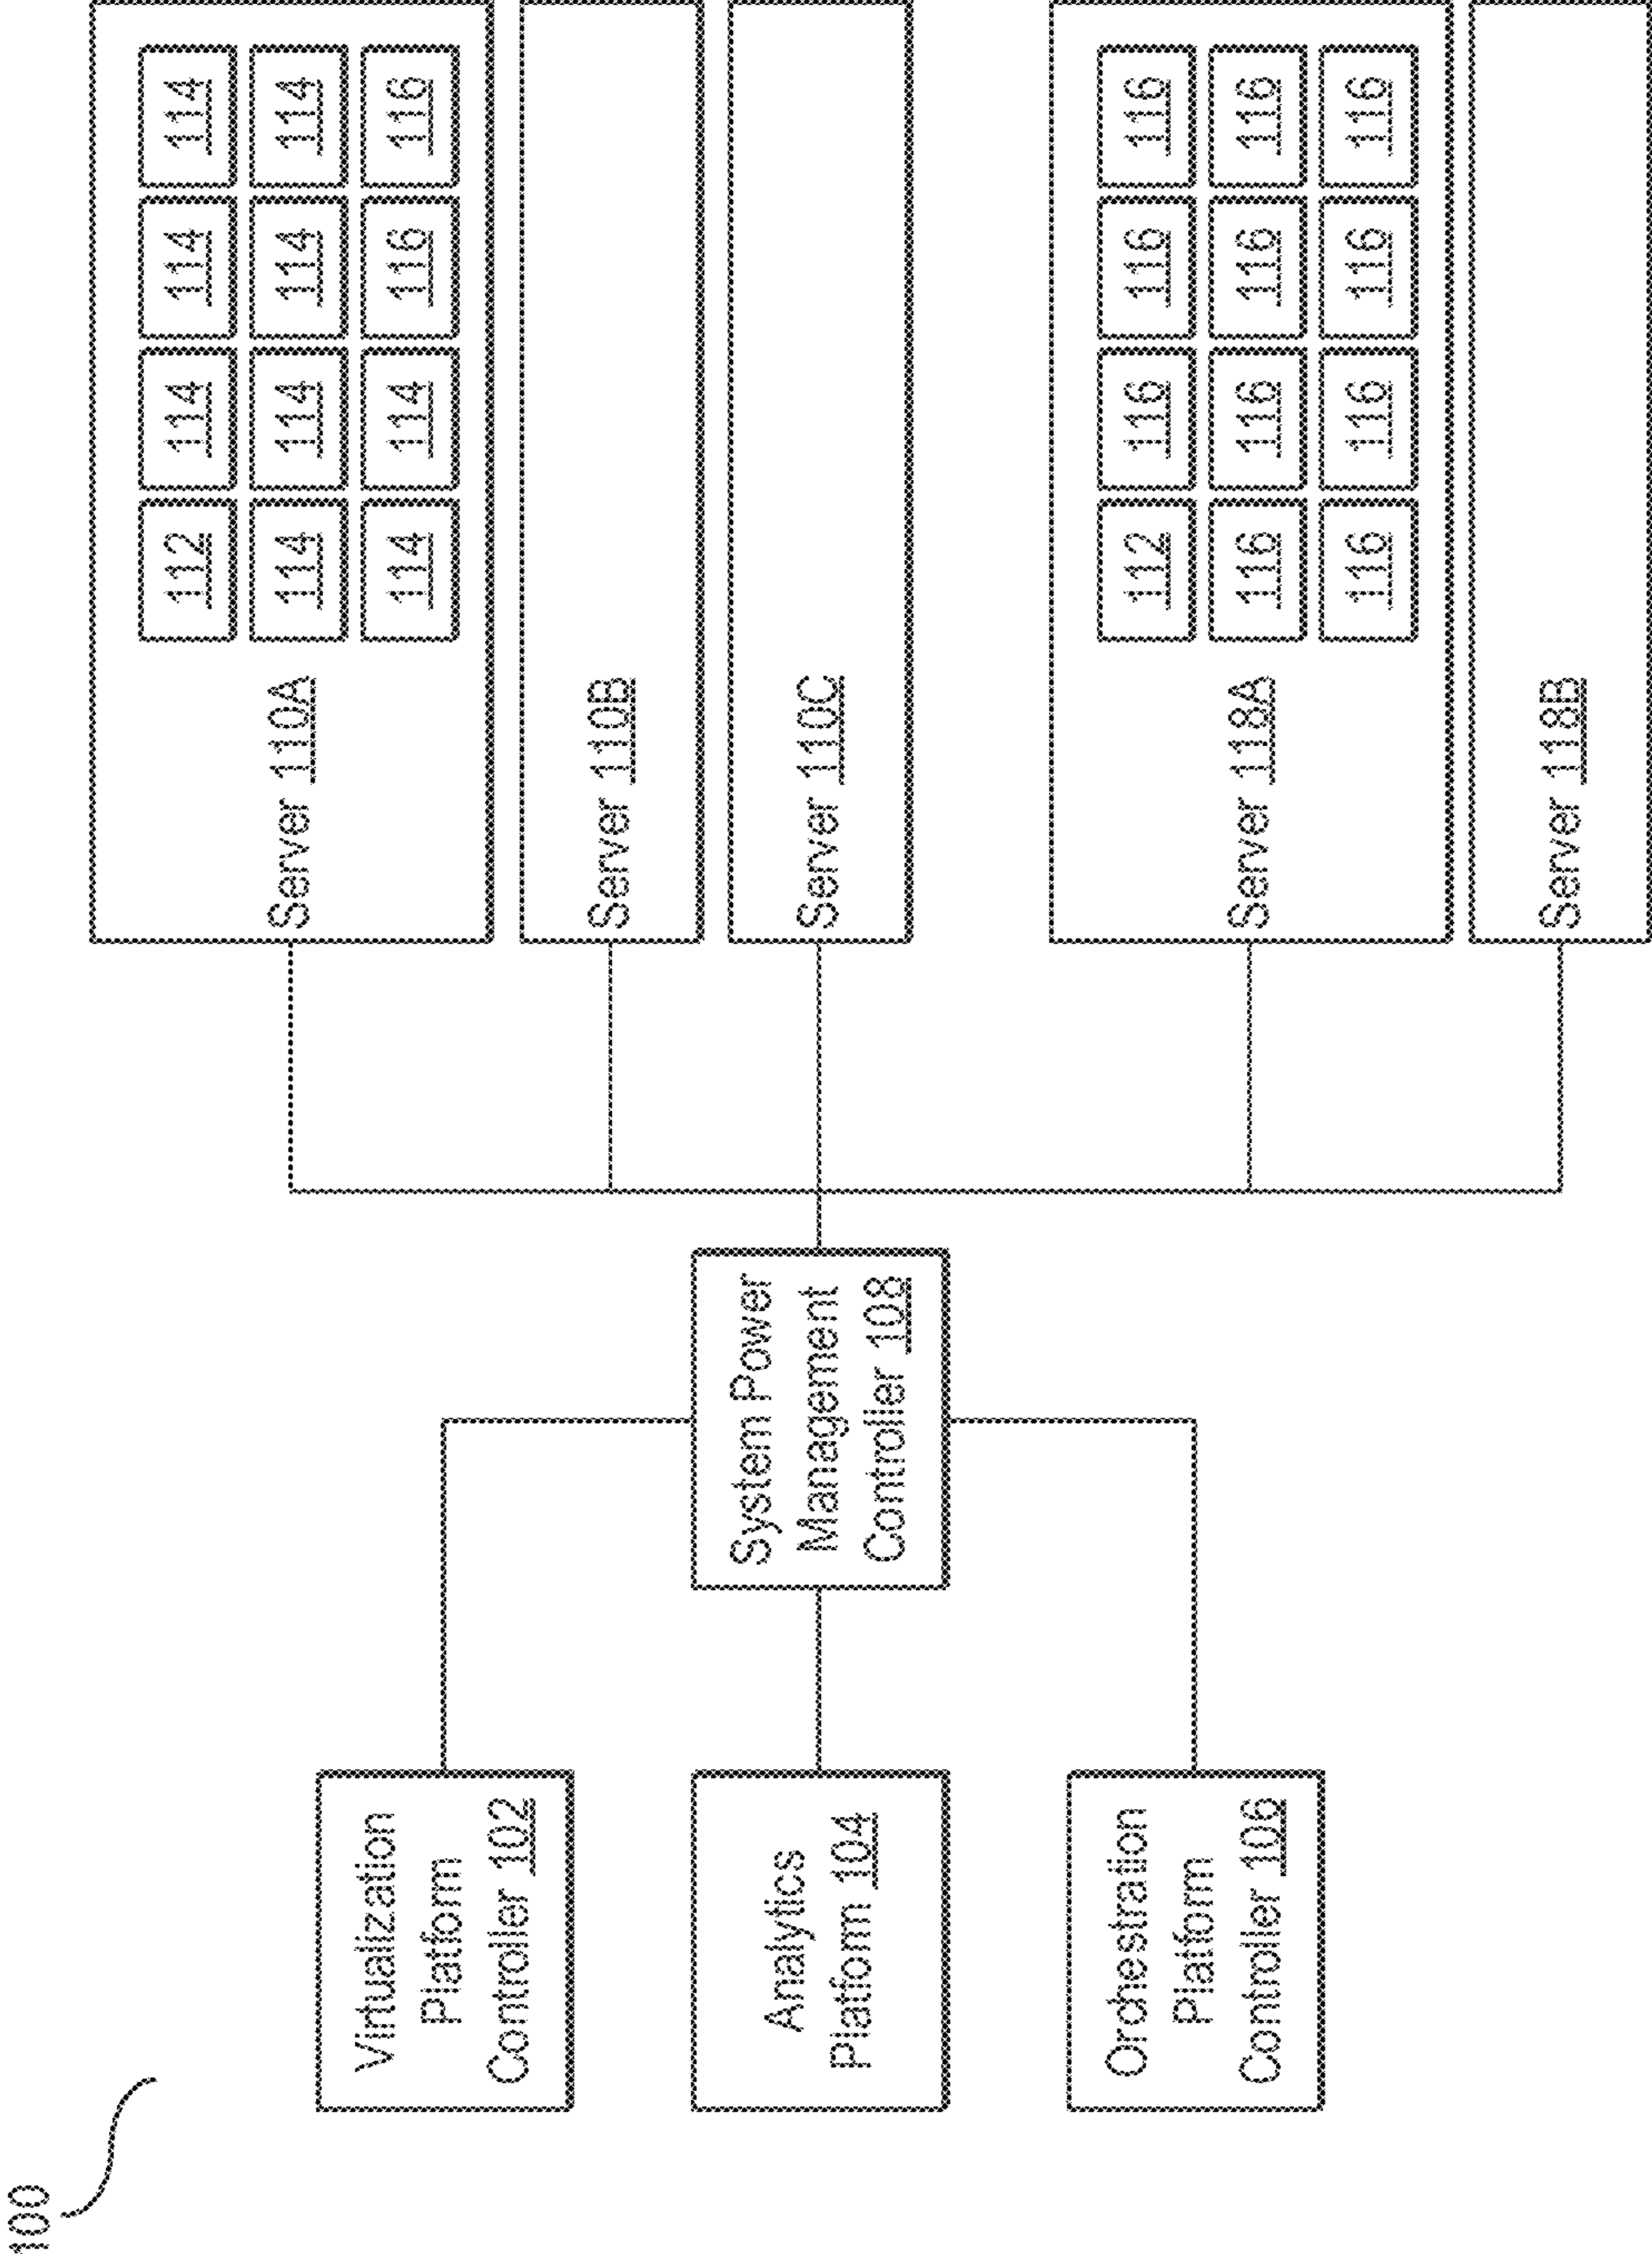 100
Virtualization
Platform
Controller 102
Analytics
Platform 104
Orchestration
Platform
Controller 106
System Power
Management
Controller 108
Server 110A
112 114 114 114
114 114 114 114
114 114 116 116
Server 110B
Server 110C
Server 118A
112 116 116 116
116 116 116 116
116 116 116 116
Server 118B